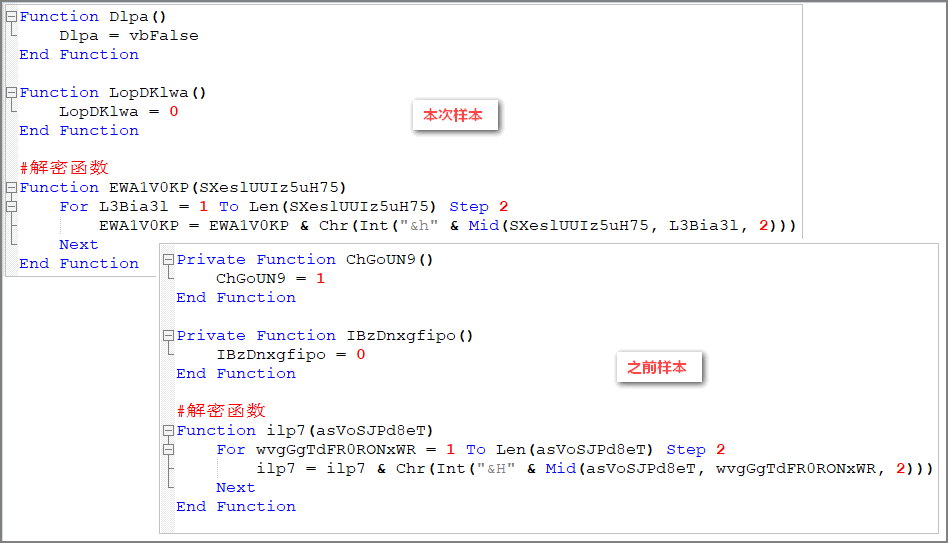 Function Dlpa()
Dlpa = vbFalse
End Function
Function LopDKlwa()
LopDKlwa = 0
End Function
本次样本
#解密函数
Function EWA1V0KP(SXeslUUIz5uH75)
For L3Bia3l = 1 To Len(SXeslUUIz5uH75) Step 2
EWA1V0KP = EWA1V0KP & Chr(Int("&h" & Mid(SXeslUUIz5uH75, L3Bia3l, 2)))
Next
End Function
Private Function ChGoUN9()
ChGoUN9 = 1
End Function
Private Function IBzDnxgfipo()
IBzDnxgfipo = 0
End Function
之前样本
#解密函数
Function ilp7(asVoSJPd8eT)
For wvgGgTdFR0RONxWR = 1 To Len(asVoSJPd8eT) Step 2
ilp7 = ilp7 & Chr(Int("&H" & Mid(asVoSJPd8eT, wvgGgTdFR0RONxWR, 2)))
Next
End Function